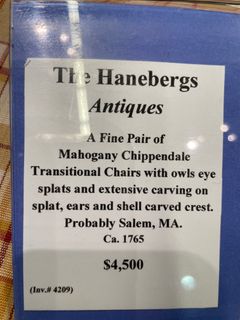 The Hanebergs
Antiques
A Fine Pair of
Mahogany Chippendale
Transitional Chairs with owls eye
splats and extensive carving on
splat, ears and shell carved crest.
Probably Salem, MA.
Ca. 1765
$4,500
(Inv.# 4209)